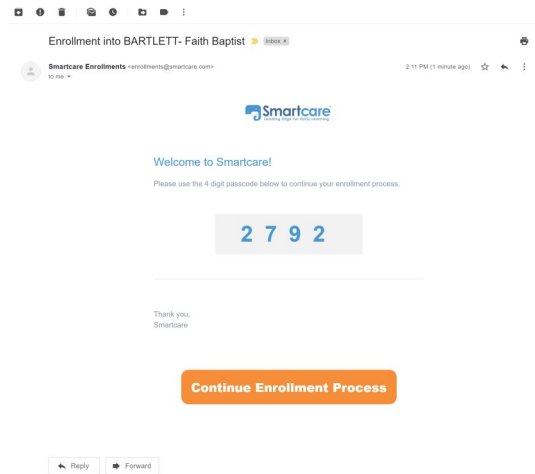 Enrollment into BARTLETT- Faith Baptist Inbox ×
Smartcare Enrollments <enrollments@smartcare.com> 2:11 PM (1 minute ago)
to me
Smartcare
Leading Edge for Early Learning
Welcome to Smartcare!
Please use the 4 digit passcode below to continue your enrollment process.
2 7 9 2
Thank you,
Smartcare
Continue Enrollment Process
Reply Forward